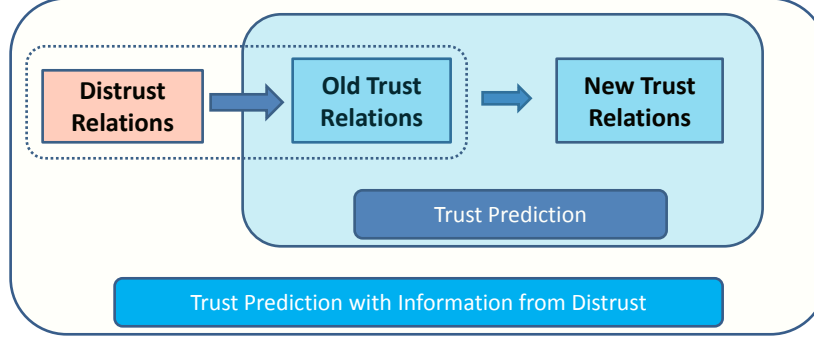 Distrust
Relations
Old Trust
Relations
New Trust
Relations
Trust Prediction
Trust Prediction with Information from Distrust